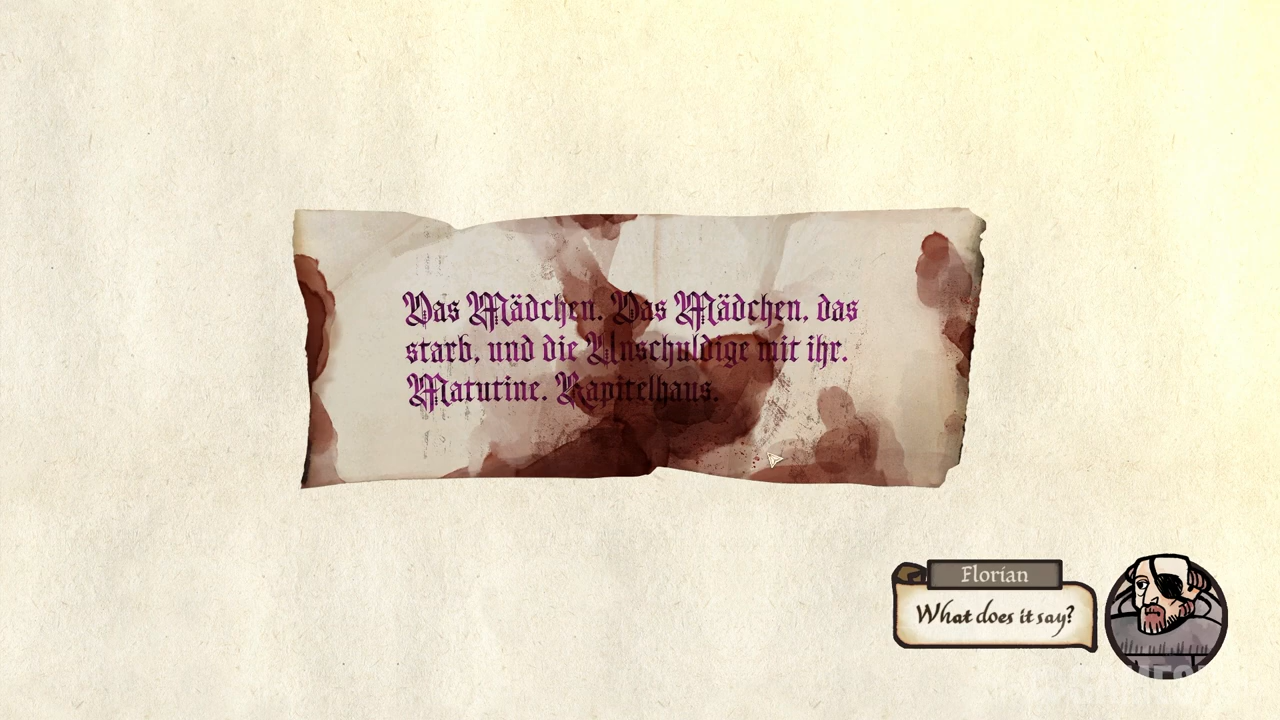 Das Mädchen. Das Mädchen, das
starb, und die Unschuldige mit ihr.
Matutine. Kapitelhaus.
Florian
What does it say?